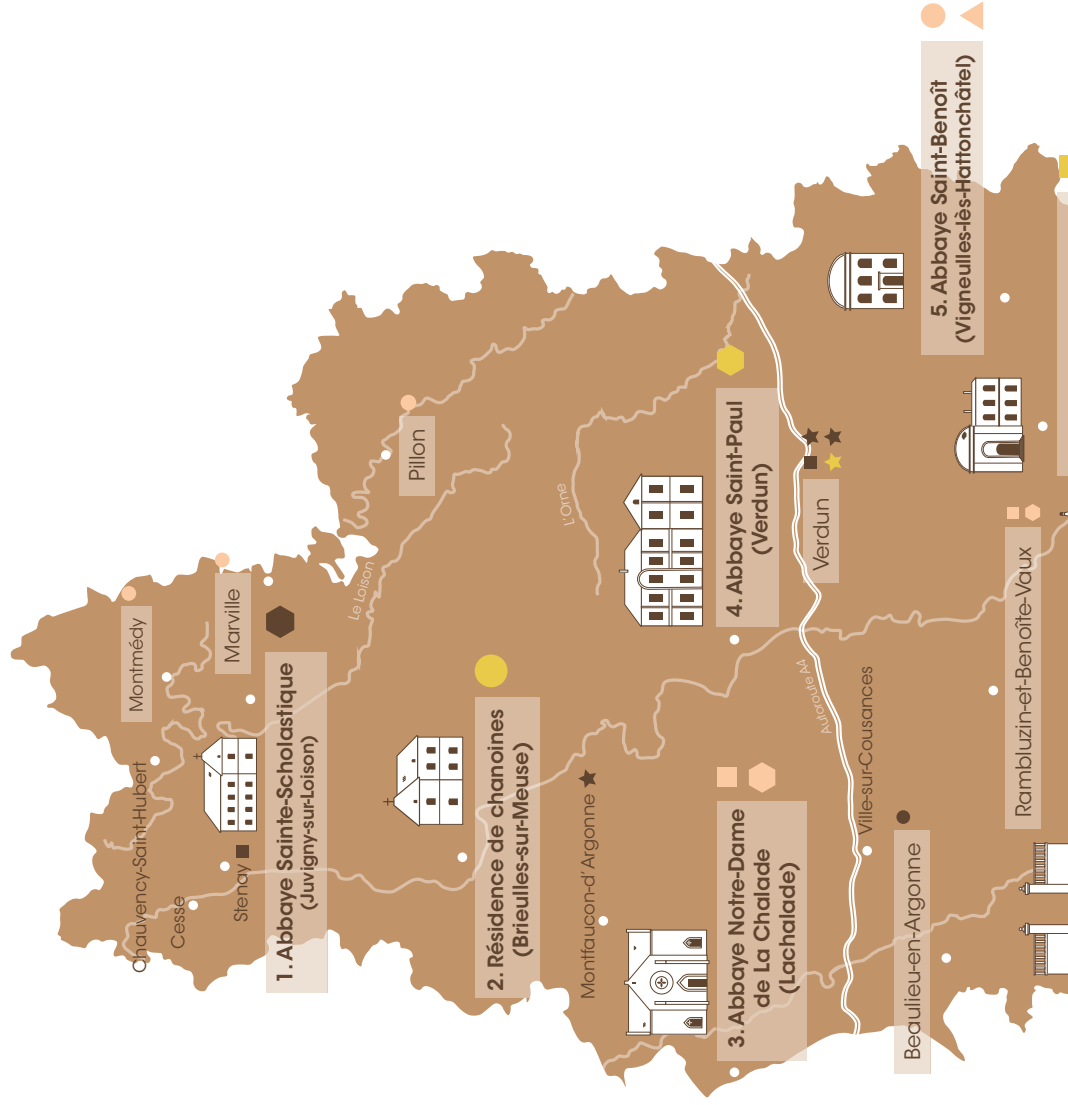 Montmédy
Chauvency-Saint-Hubert
Cesse
Marville
Stenay
1. Abbaye Sainte-Scholastique
(Juvigny-sur-Loison)
Le Loison
Pillon
2. Résidence de chanoines
(Brieulles-sur-Meuse)
L'Orne
Montfaucon-d'Argonne
3. Abbaye Notre-Dame
de La Chalade
(Lachalade)
4. Abbaye Saint-Paul
(Verdun)
Verdun
Autoroute A4
Ville-sur-Cousances
Beaulieu-en-Argonne
5. Abbaye Saint-Benoît
(Vigneulles-lès-Hattonchâtel)
Rambluzin-et-Benoîte-Vaux